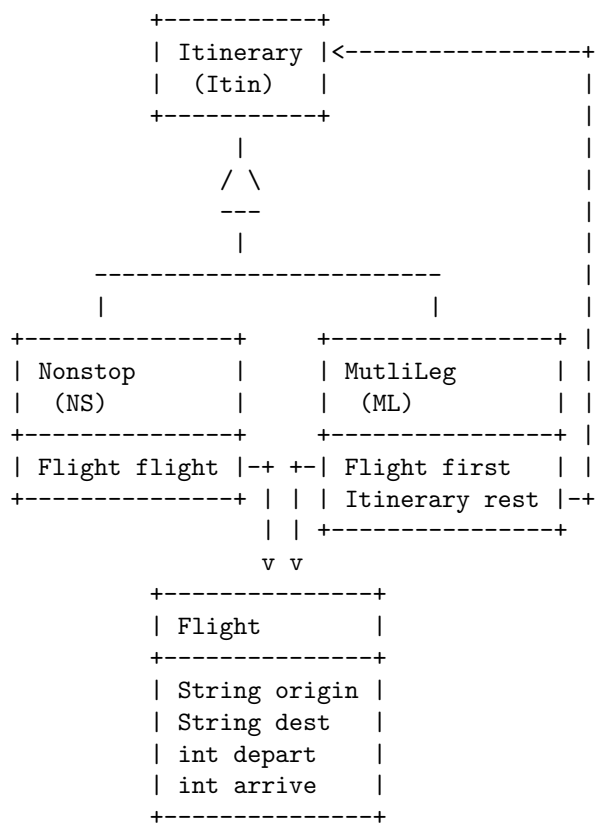 Itinerary
(Itin)
Nonstop
(NS)
Flight flight
MutliLeg
(ML)
Flight first
Itinerary rest
v v
Flight
String origin
String dest
int depart
int arrive